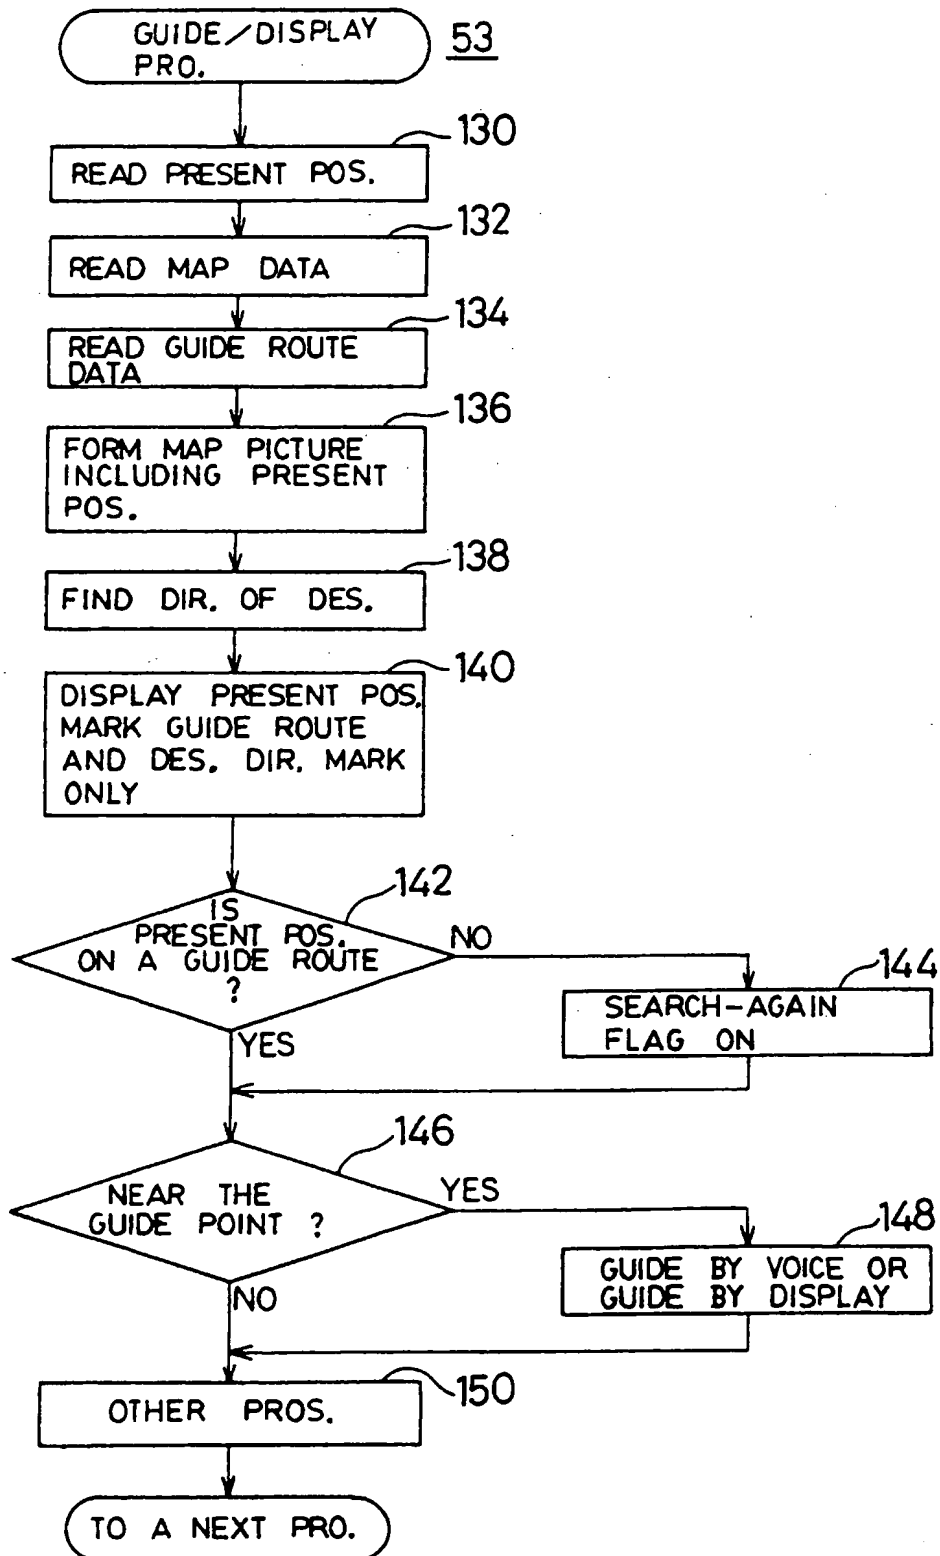 GUIDE/DISPLAY
PRO.
53
130
READ PRESENT POS.
132
READ MAP DATA
134
READ GUIDE ROUTE
DATA
136
FORM MAP PICTURE
INCLUDING PRESENT
POS.
138
FIND DIR. OF DES.
140
DISPLAY PRESENT POS.
MARK GUIDE ROUTE
AND DES. DIR. MARK
ONLY
142
IS
PRESENT POS.
ON A GUIDE ROUTE
?
NO
144
SEARCH-AGAIN
FLAG ON
YES
146
NEAR THE
GUIDE POINT ?
YES
148
GUIDE BY VOICE OR
GUIDE BY DISPLAY
NO
150
OTHER PROS.
TO A NEXT PRO.